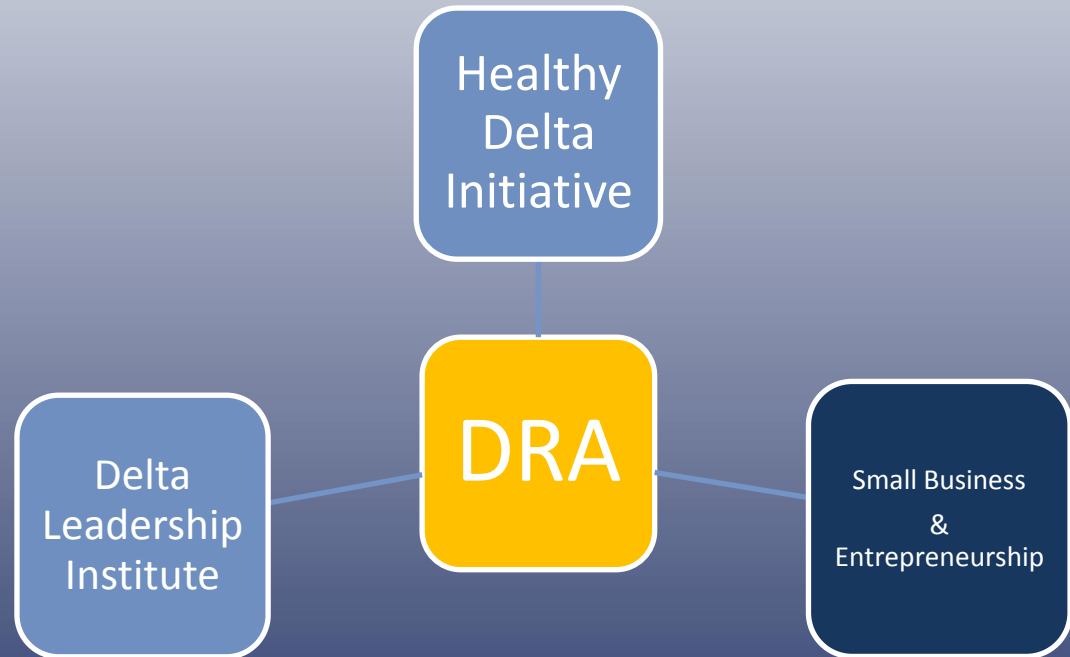 Healthy
Delta
Initiative
DRA
Delta
Leadership
Institute
Small Business
&
Entrepreneurship